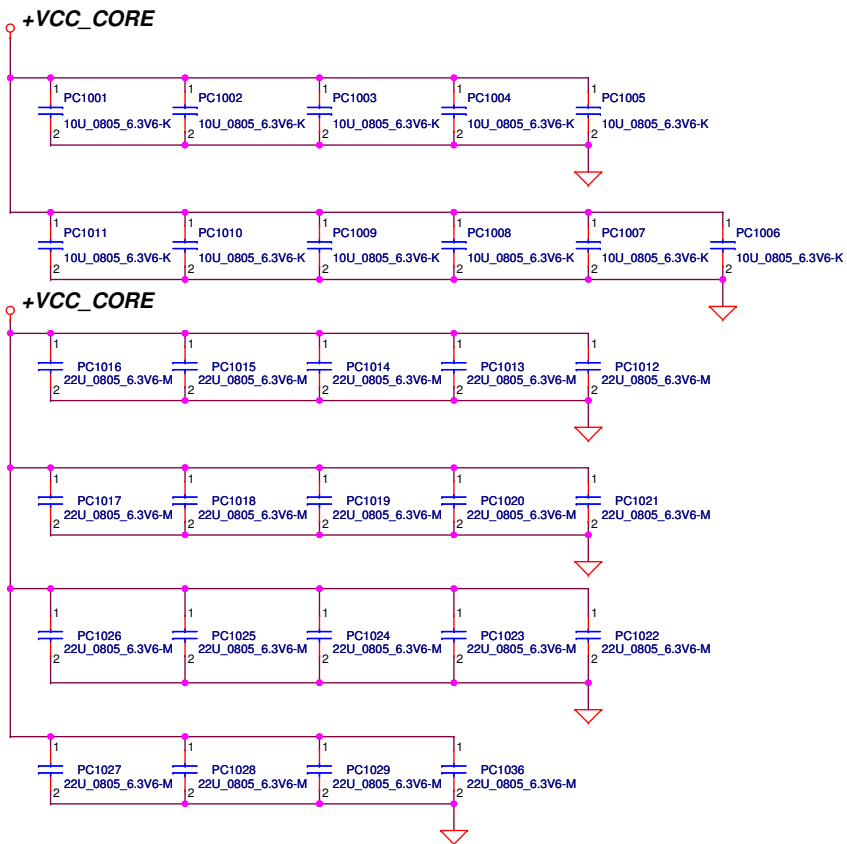 +VCC_CORE
1 1 1 1 1
PC1001 PC1002 PC1003 PC1004 PC1005
10U_0805_6.3V6-K 10U_0805_6.3V6-K 10U_0805_6.3V6-K 10U_0805_6.3V6-K 10U_0805_6.3V6-K
2 2 2 2 2
1 1 1 1 1 1
PC1011 PC1010 PC1009 PC1008 PC1007 PC1006
10U_0805_6.3V6-K 10U_0805_6.3V6-K 10U_0805_6.3V6-K 10U_0805_6.3V6-K 10U_0805_6.3V6-K 10U_0805_6.3V6-K
2 2 2 2 2 2
+VCC_CORE
1 1 1 1 1
PC1016 PC1015 PC1014 PC1013 PC1012
22U_0805_6.3V6-M 22U_0805_6.3V6-M 22U_0805_6.3V6-M 22U_0805_6.3V6-M 22U_0805_6.3V6-M
2 2 2 2 2
1 1 1 1 1
PC1017 PC1018 PC1019 PC1020 PC1021
22U_0805_6.3V6-M 22U_0805_6.3V6-M 22U_0805_6.3V6-M 22U_0805_6.3V6-M 22U_0805_6.3V6-M
2 2 2 2 2
1 1 1 1 1
PC1026 PC1025 PC1024 PC1023 PC1022
22U_0805_6.3V6-M 22U_0805_6.3V6-M 22U_0805_6.3V6-M 22U_0805_6.3V6-M 22U_0805_6.3V6-M
2 2 2 2 2
1 1 1 1
PC1027 PC1028 PC1029 PC1036
22U_0805_6.3V6-M 22U_0805_6.3V6-M 22U_0805_6.3V6-M 22U_0805_6.3V6-M
2 2 2 2